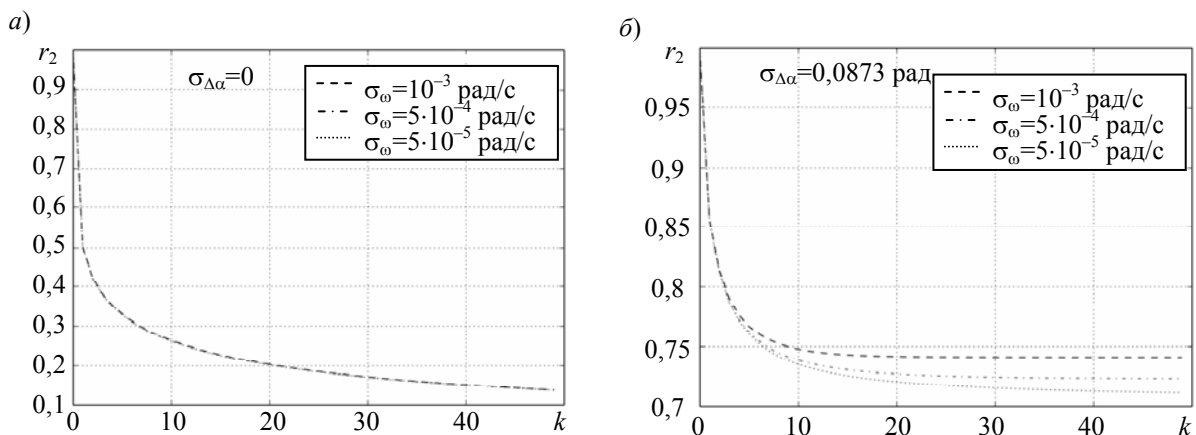 а)
r₂
0,9
0,8
0,7
0,6
0,5
0,4
0,3
0,2
0,1
0 10 20 30 40 k
σΔα=0
σω=10⁻³ рад/с
σω=5·10⁻⁴ рад/с
σω=5·10⁻⁵ рад/с
б)
r₂
0,95
0,9
0,85
0,8
0,75
0,7
0 10 20 30 40 k
σΔα=0,0873 рад
σω=10⁻³ рад/с
σω=5·10⁻⁴ рад/с
σω=5·10⁻⁵ рад/с